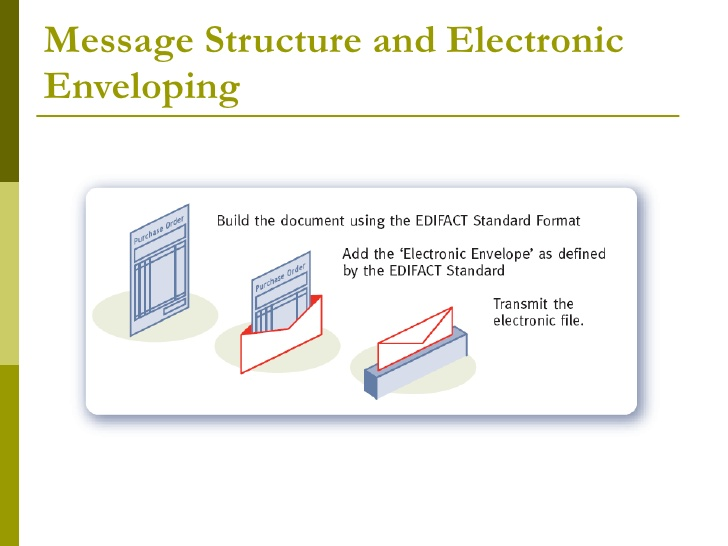 Message Structure and Electronic
Enveloping
Purchase Order
Build the document using the EDIFACT Standard Format
Purchase Order
Add the ‘Electronic Envelope’ as defined
by the EDIFACT Standard
Transmit the
electronic file.